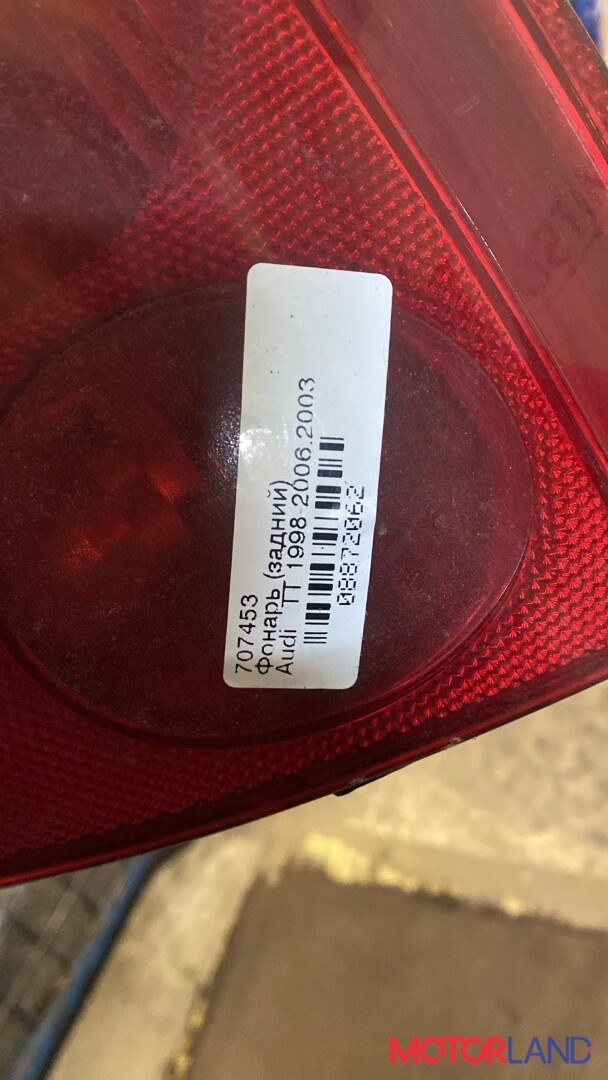 707453
Фонарь (задний)
Audi TT 1998-2006.2003
08872062
MOTORLAND